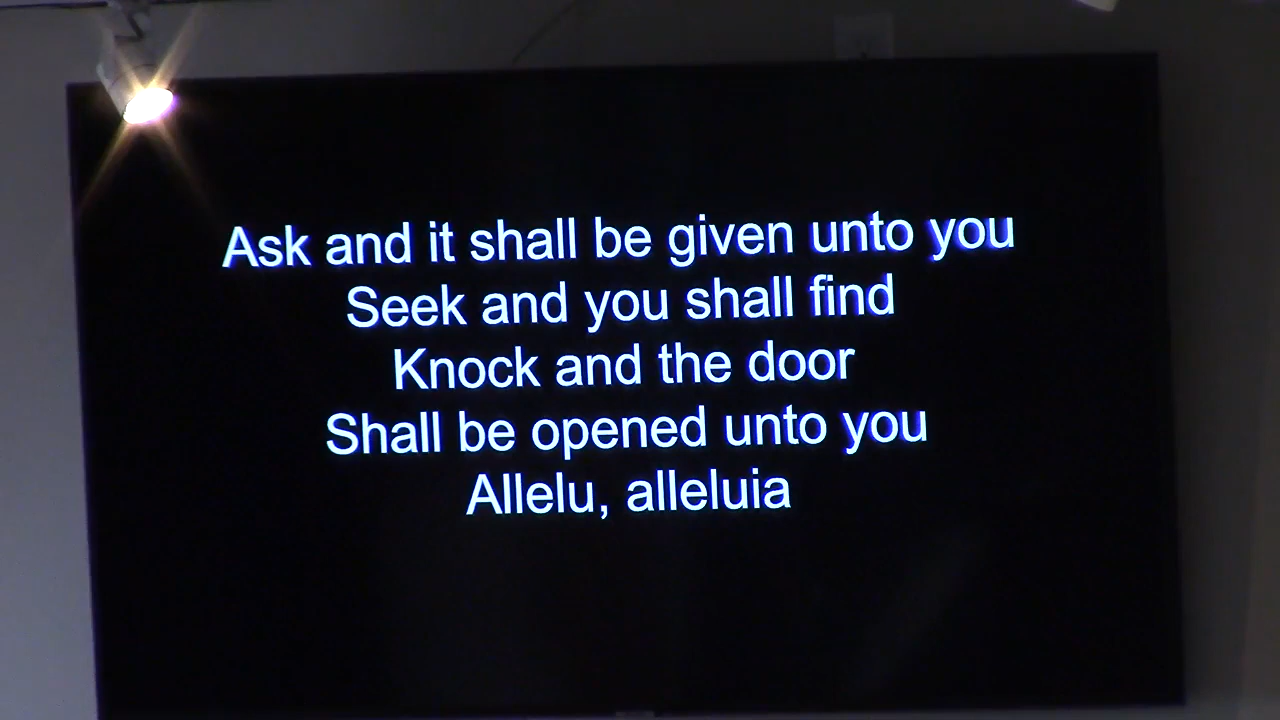 Ask and it shall be given unto you
Seek and you shall find
Knock and the door
Shall be opened unto you
Allelu, alleluia